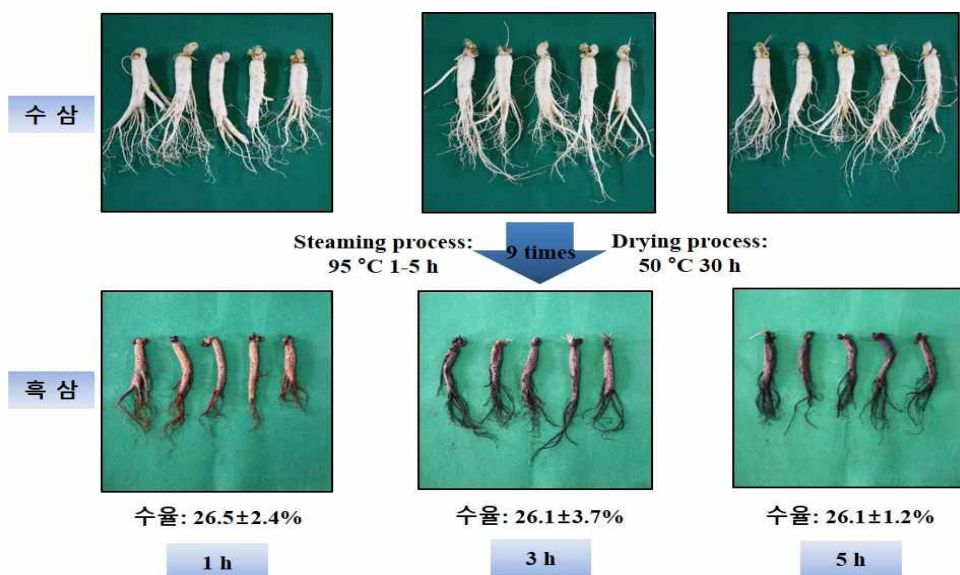 수 삼
Steaming process:
95 °C 1-5 h
9 times
Drying process:
50 °C 30 h
흑 삼
수율: 26.5±2.4%
수율: 26.1±3.7%
수율: 26.1±1.2%
1 h
3 h
5 h